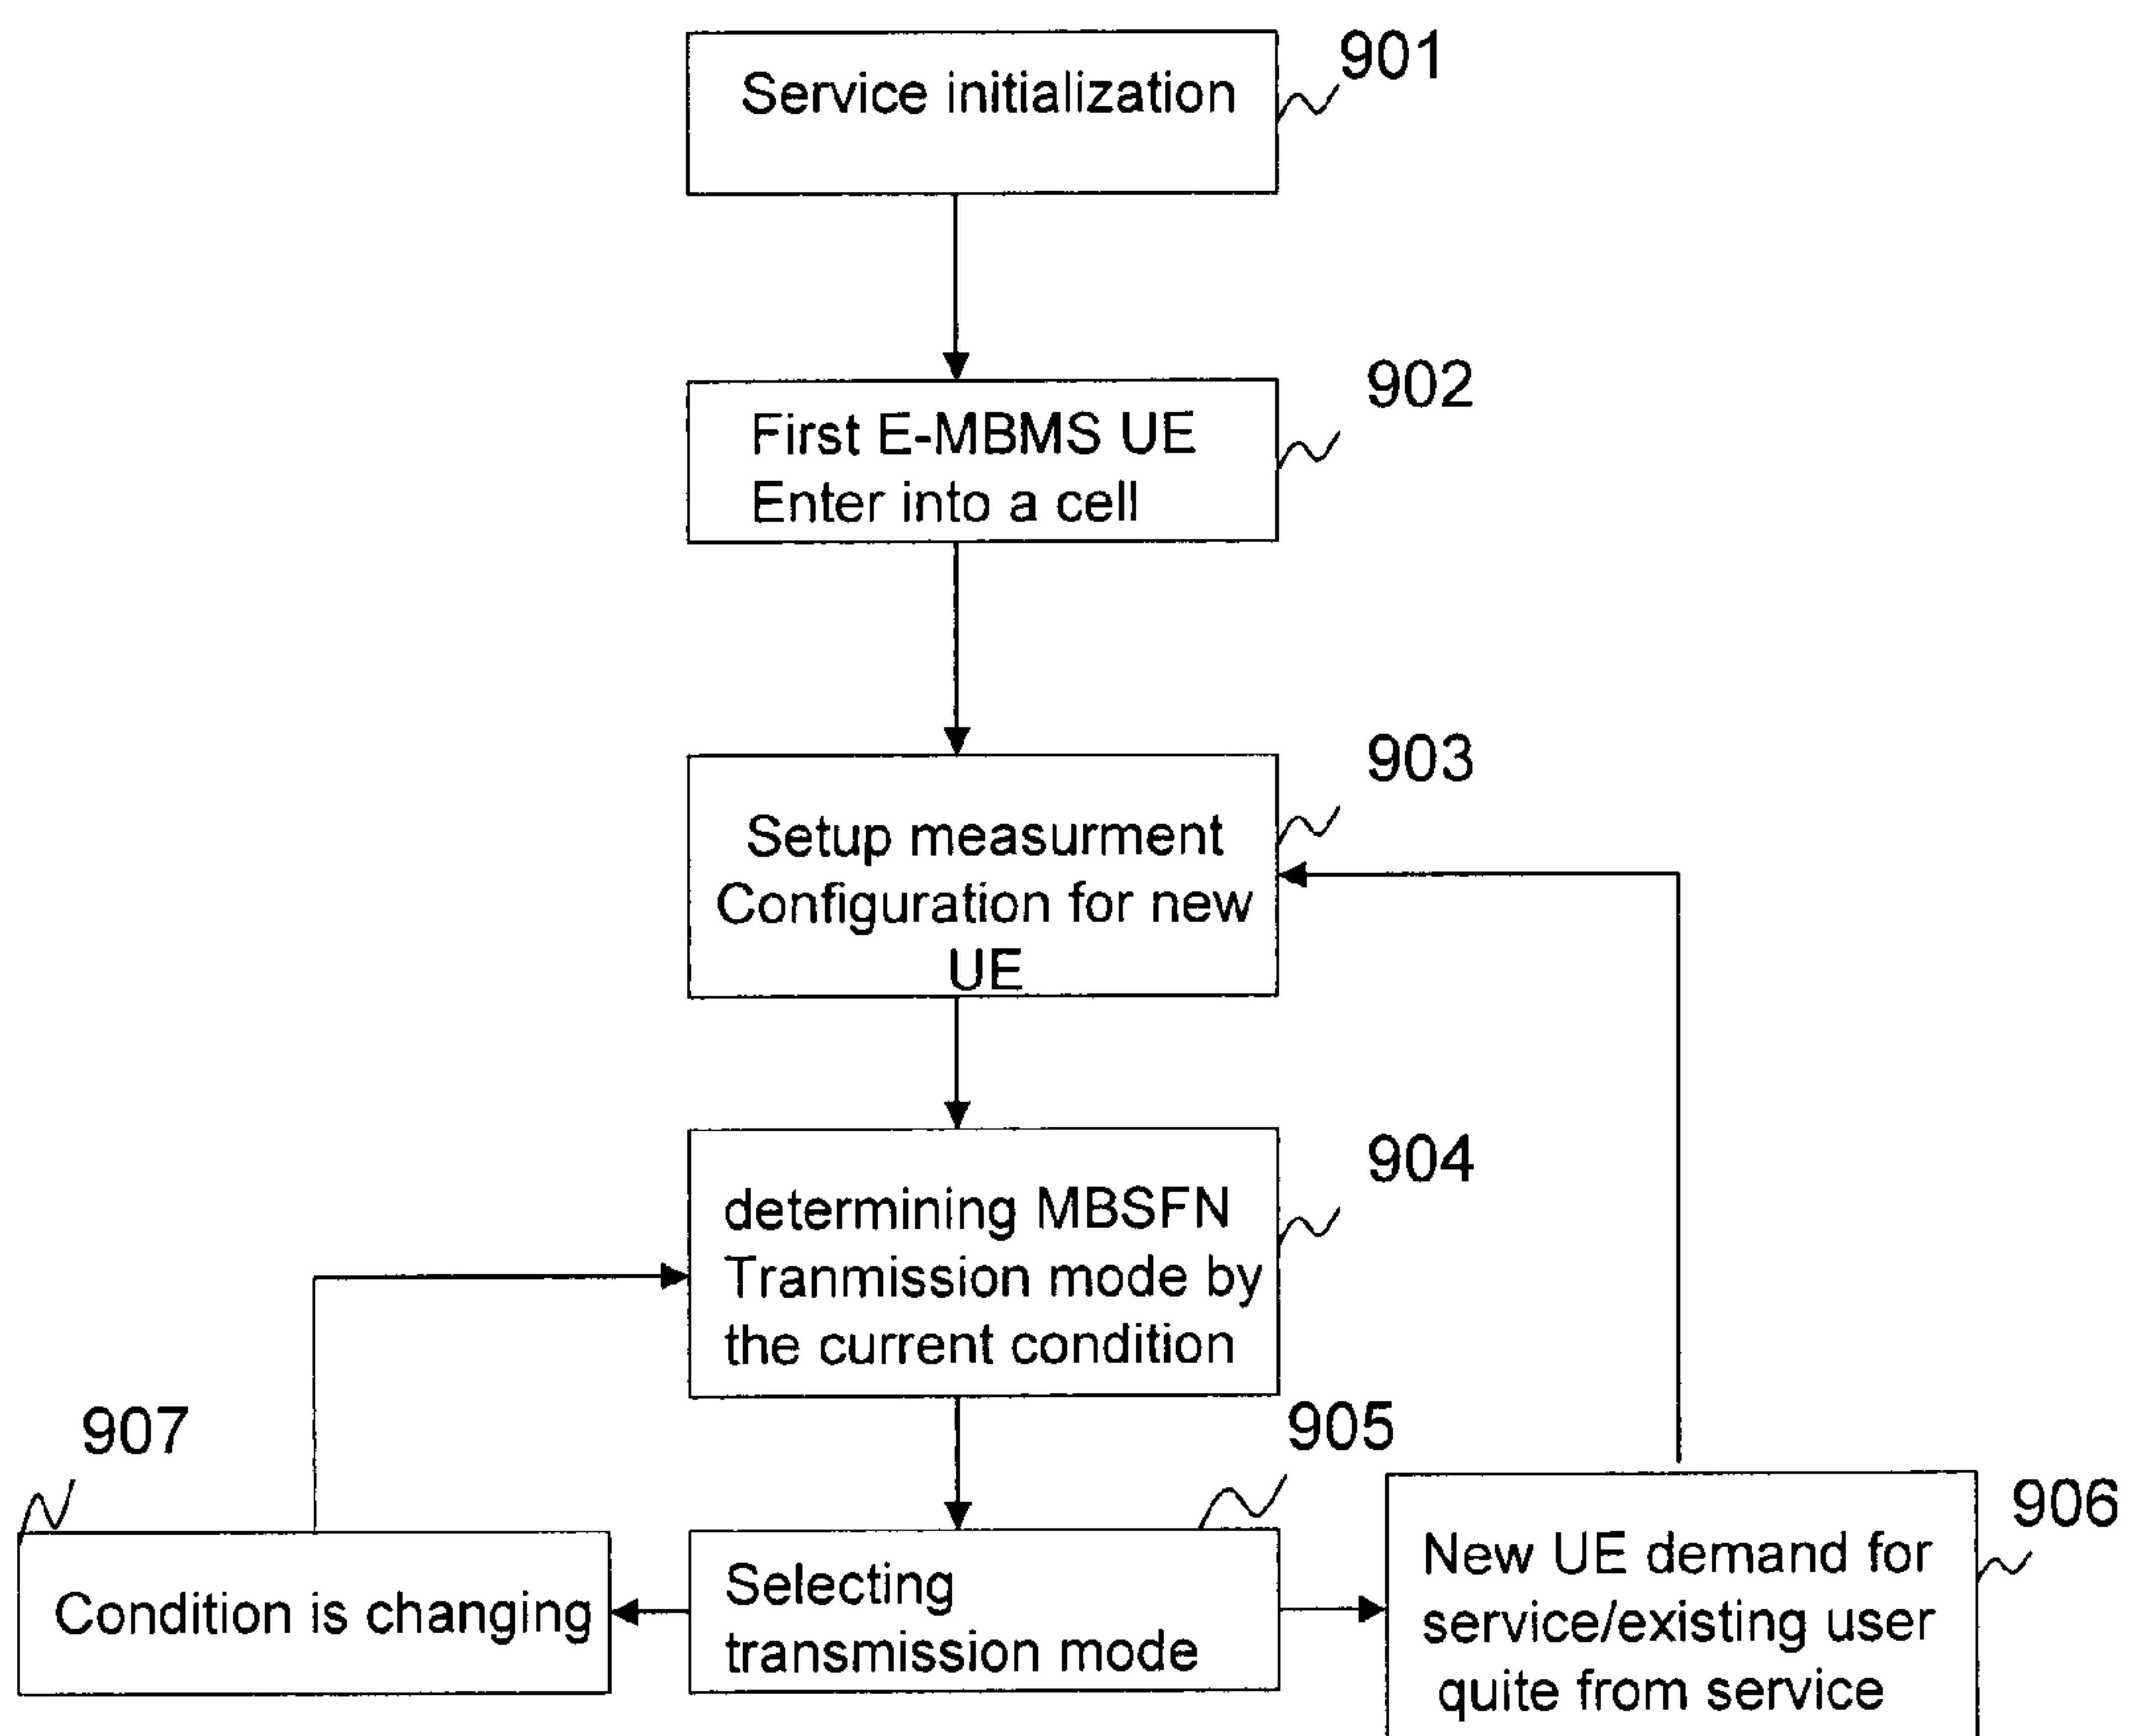 Service initialization
901
First E-MBMS UE
Enter into a cell
902
Setup measurment
Configuration for new
UE
903
determining MBSFN
Tranmission mode by
the current condition
904
907
Condition is changing
Selecting
transmission mode
905
New UE demand for
service/existing user
quite from service
906